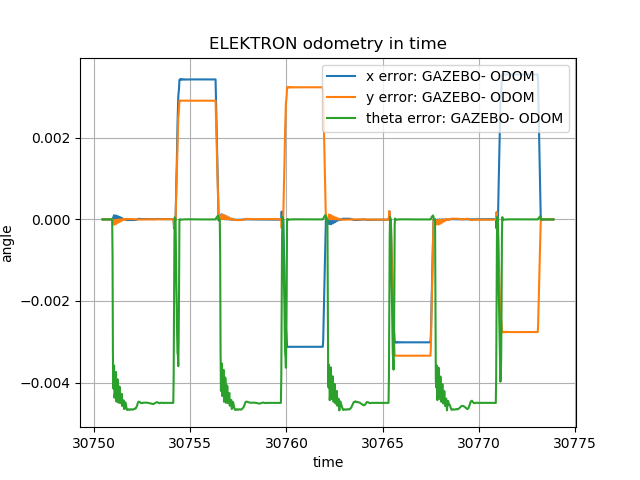 ELEKTRON odometry in time
x error: GAZEBO- ODOM
y error: GAZEBO- ODOM
theta error: GAZEBO- ODOM
0.002
0.000
−0.002
−0.004
angle
30750 30755 30760 30765 30770 30775
time